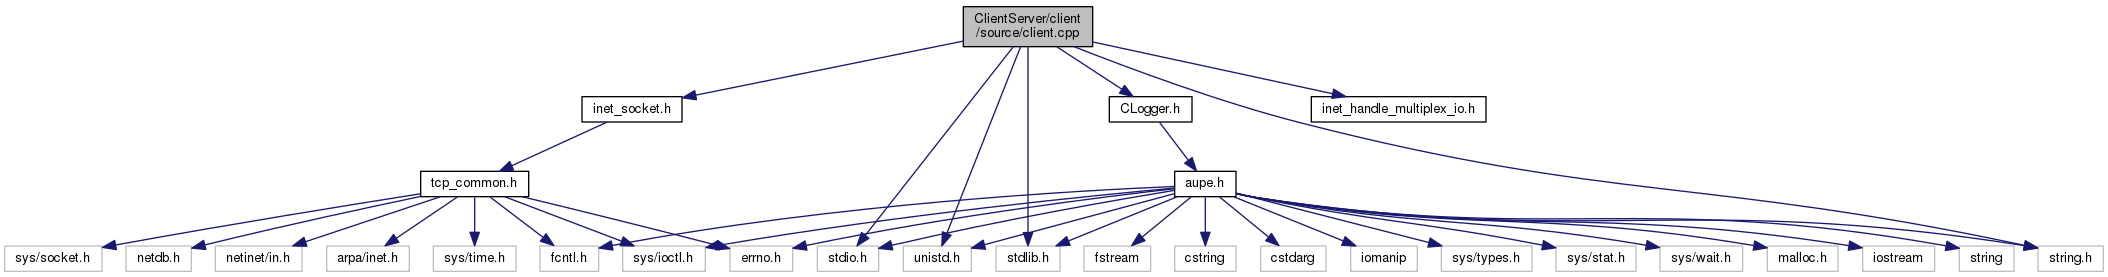 ClientServer/client
/source/client.cpp
inet_socket.h
CLogger.h
inet_handle_multiplex_io.h
tcp_common.h
aupe.h
sys/socket.h
netdb.h
netinet/in.h
arpa/inet.h
sys/time.h
fcntl.h
sys/ioctl.h
errno.h
stdio.h
unistd.h
stdlib.h
fstream
cstring
cstdarg
iomanip
sys/types.h
sys/stat.h
sys/wait.h
malloc.h
iostream
string
string.h